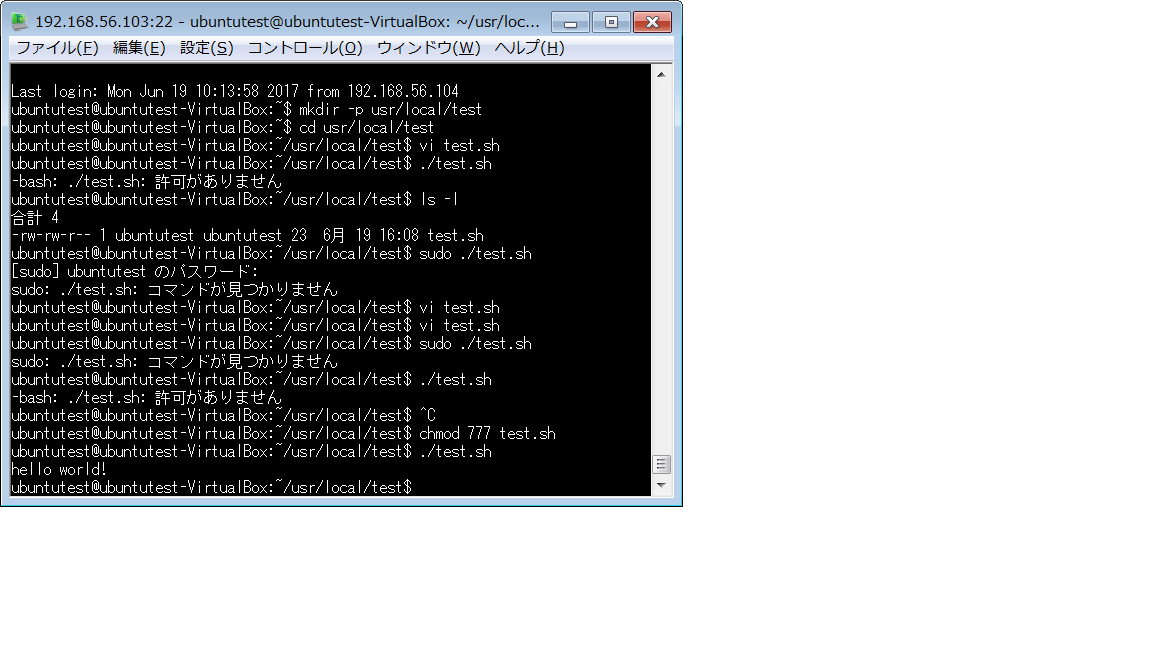 192.168.56.103:22 - ubuntutest@ubuntutest-VirtualBox: ~/usr/loc...
ファイル(F) 編集(E) 設定(S) コントロール(O) ウィンドウ(W) ヘルプ(H)
Last login: Mon Jun 19 10:13:58 2017 from 192.168.56.104
ubuntutest@ubuntutest-VirtualBox:~$ mkdir -p usr/local/test
ubuntutest@ubuntutest-VirtualBox:~$ cd usr/local/test
ubuntutest@ubuntutest-VirtualBox:~/usr/local/test$ vi test.sh
ubuntutest@ubuntutest-VirtualBox:~/usr/local/test$ ./test.sh
-bash: ./test.sh: 許可がありません
ubuntutest@ubuntutest-VirtualBox:~/usr/local/test$ ls -l
合計 4
-rw-rw-r-- 1 ubuntutest ubuntutest 23  6月 19 16:08 test.sh
ubuntutest@ubuntutest-VirtualBox:~/usr/local/test$ sudo ./test.sh
[sudo] ubuntutest のパスワード:
sudo: ./test.sh: コマンドが見つかりません
ubuntutest@ubuntutest-VirtualBox:~/usr/local/test$ vi test.sh
ubuntutest@ubuntutest-VirtualBox:~/usr/local/test$ vi test.sh
ubuntutest@ubuntutest-VirtualBox:~/usr/local/test$ sudo ./test.sh
sudo: ./test.sh: コマンドが見つかりません
ubuntutest@ubuntutest-VirtualBox:~/usr/local/test$ ./test.sh
-bash: ./test.sh: 許可がありません
ubuntutest@ubuntutest-VirtualBox:~/usr/local/test$ ^C
ubuntutest@ubuntutest-VirtualBox:~/usr/local/test$ chmod 777 test.sh
ubuntutest@ubuntutest-VirtualBox:~/usr/local/test$ ./test.sh
hello world!
ubuntutest@ubuntutest-VirtualBox:~/usr/local/test$